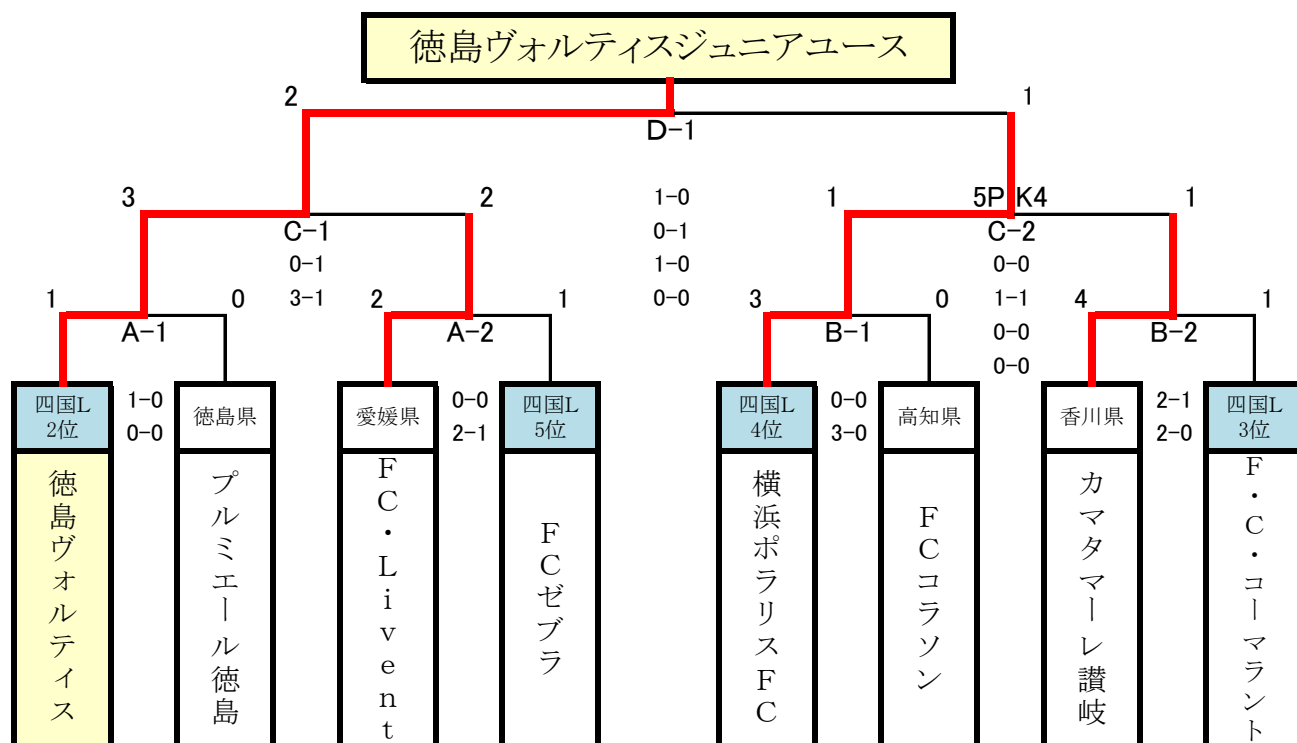 徳島ヴォルティスジュニアユース
2
1
D-1
3
2
1
5PK4
1
C-1
C-2
1-0
0-1
1-0
0-0
0-1
3-1
0-0
1-1
0-0
0-0
1
0
2
1
3
0
4
1
A-1
A-2
B-1
B-2
四国L
2位
1-0
0-0
徳島県
愛媛県
0-0
2-1
四国L
5位
四国L
4位
0-0
3-0
高知県
香川県
2-1
2-0
四国L
3位
徳島ヴォルティス
プルミエール徳島
FC・Livent
FCゼブラ
横浜ポラリスFC
FCコラソン
カマタマーレ讃岐
F・C・コーマラント